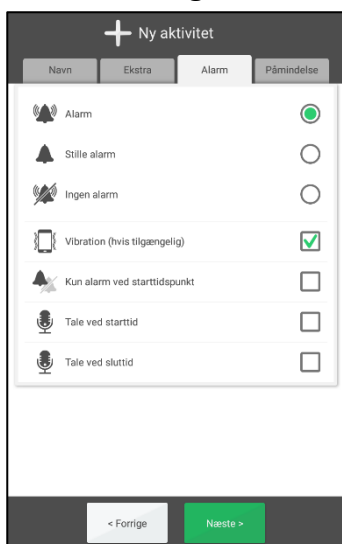 Ny aktivitet
Navn Ekstra Alarm Påmindelse
Alarm
Stille alarm
Ingen alarm
Vibration (hvis tilgængelig)
Kun alarm ved starttidspunkt
Tale ved starttid
Tale ved sluttid
< Forrige Næste >